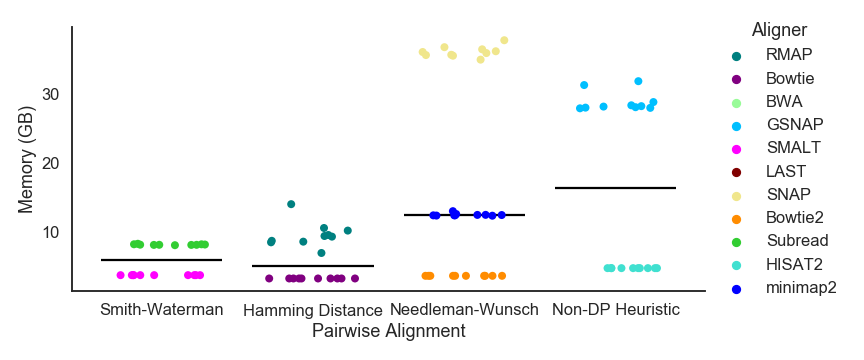 Aligner
RMAP
Bowtie
BWA
GSNAP
SMALT
LAST
SNAP
Bowtie2
Subread
HISAT2
minimap2
Memory (GB)
30
20
10
Smith-Waterman Hamming Distance Needleman-Wunsch Non-DP Heuristic
Pairwise Alignment